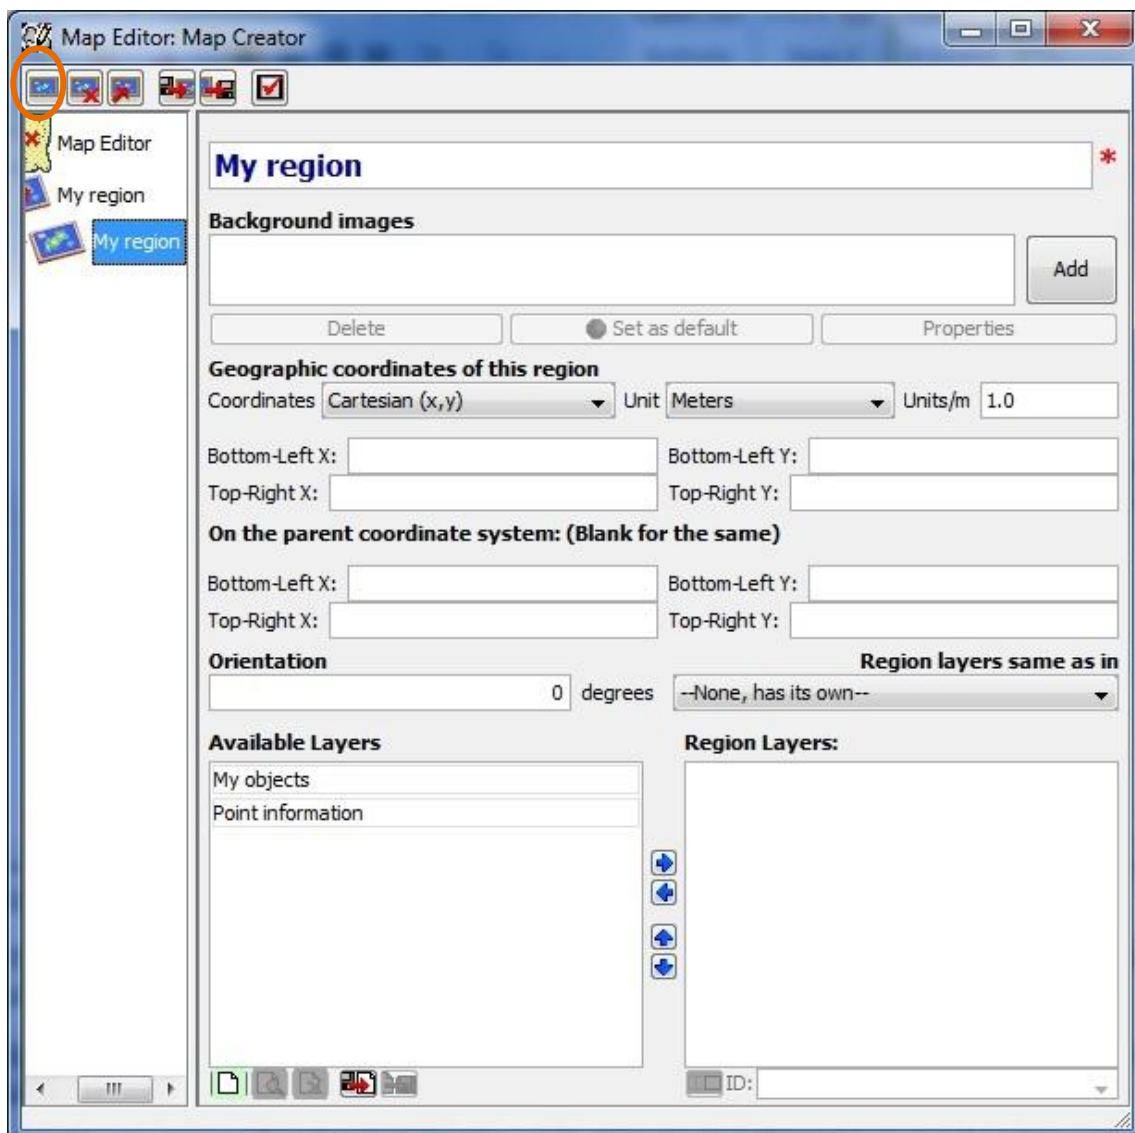 Map Editor: Map Creator
Map Editor
My region
My region
My region *
Background images
Add
Delete Set as default Properties
Geographic coordinates of this region
Coordinates Cartesian (x,y) Unit Meters Units/m 1.0
Bottom-Left X: Bottom-Left Y:
Top-Right X: Top-Right Y:
On the parent coordinate system: (Blank for the same)
Bottom-Left X: Bottom-Left Y:
Top-Right X: Top-Right Y:
Orientation Region layers same as in
0 degrees --None, has its own--
Available Layers Region Layers:
My objects
Point information
ID: